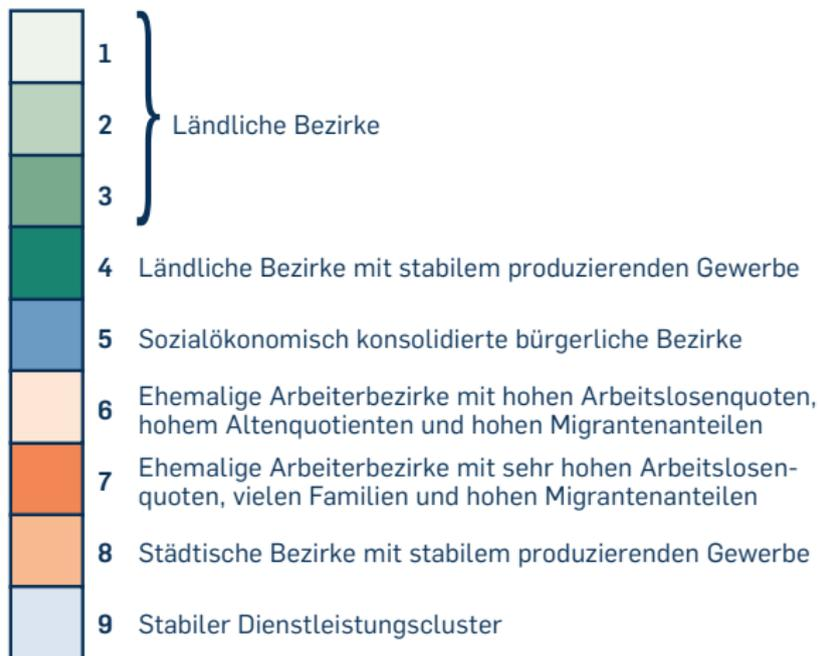 1
2
Ländliche Bezirke
3
4 Ländliche Bezirke mit stabilem produzierenden Gewerbe
5 Sozialökonomisch konsolidierte bürgerliche Bezirke
6 Ehemalige Arbeiterbezirke mit hohen Arbeitslosenquoten,
hohem Altenquotienten und hohen Migrantenanteilen
7 Ehemalige Arbeiterbezirke mit sehr hohen Arbeitslosen-
quoten, vielen Familien und hohen Migrantenanteilen
8 Städtische Bezirke mit stabilem produzierenden Gewerbe
9 Stabiler Dienstleistungscluster